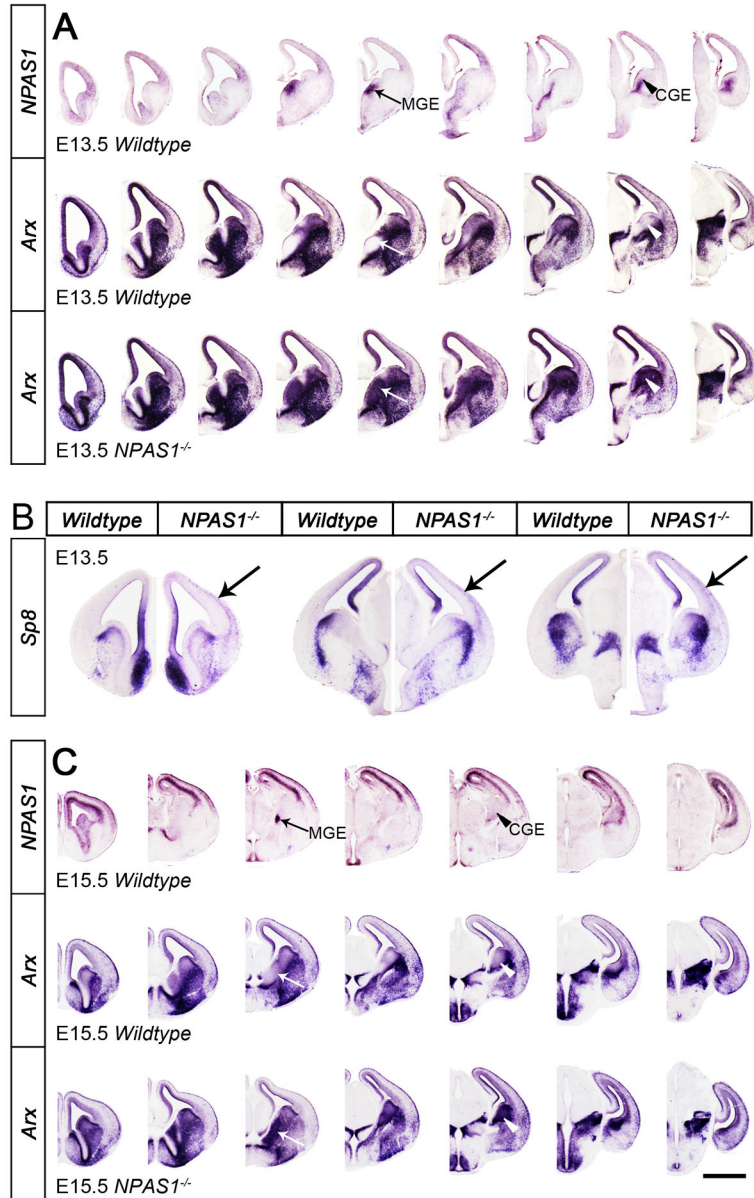 A
NPAS1
MGE
CGE
E13.5 Wildtype
Arx
E13.5 Wildtype
Arx
E13.5 NPAS1-/-
B
Wildtype NPAS1-/- Wildtype NPAS1-/- Wildtype NPAS1-/-
Sp8
E13.5
C
NPAS1
MGE
CGE
E15.5 Wildtype
Arx
E15.5 Wildtype
Arx
E15.5 NPAS1-/-